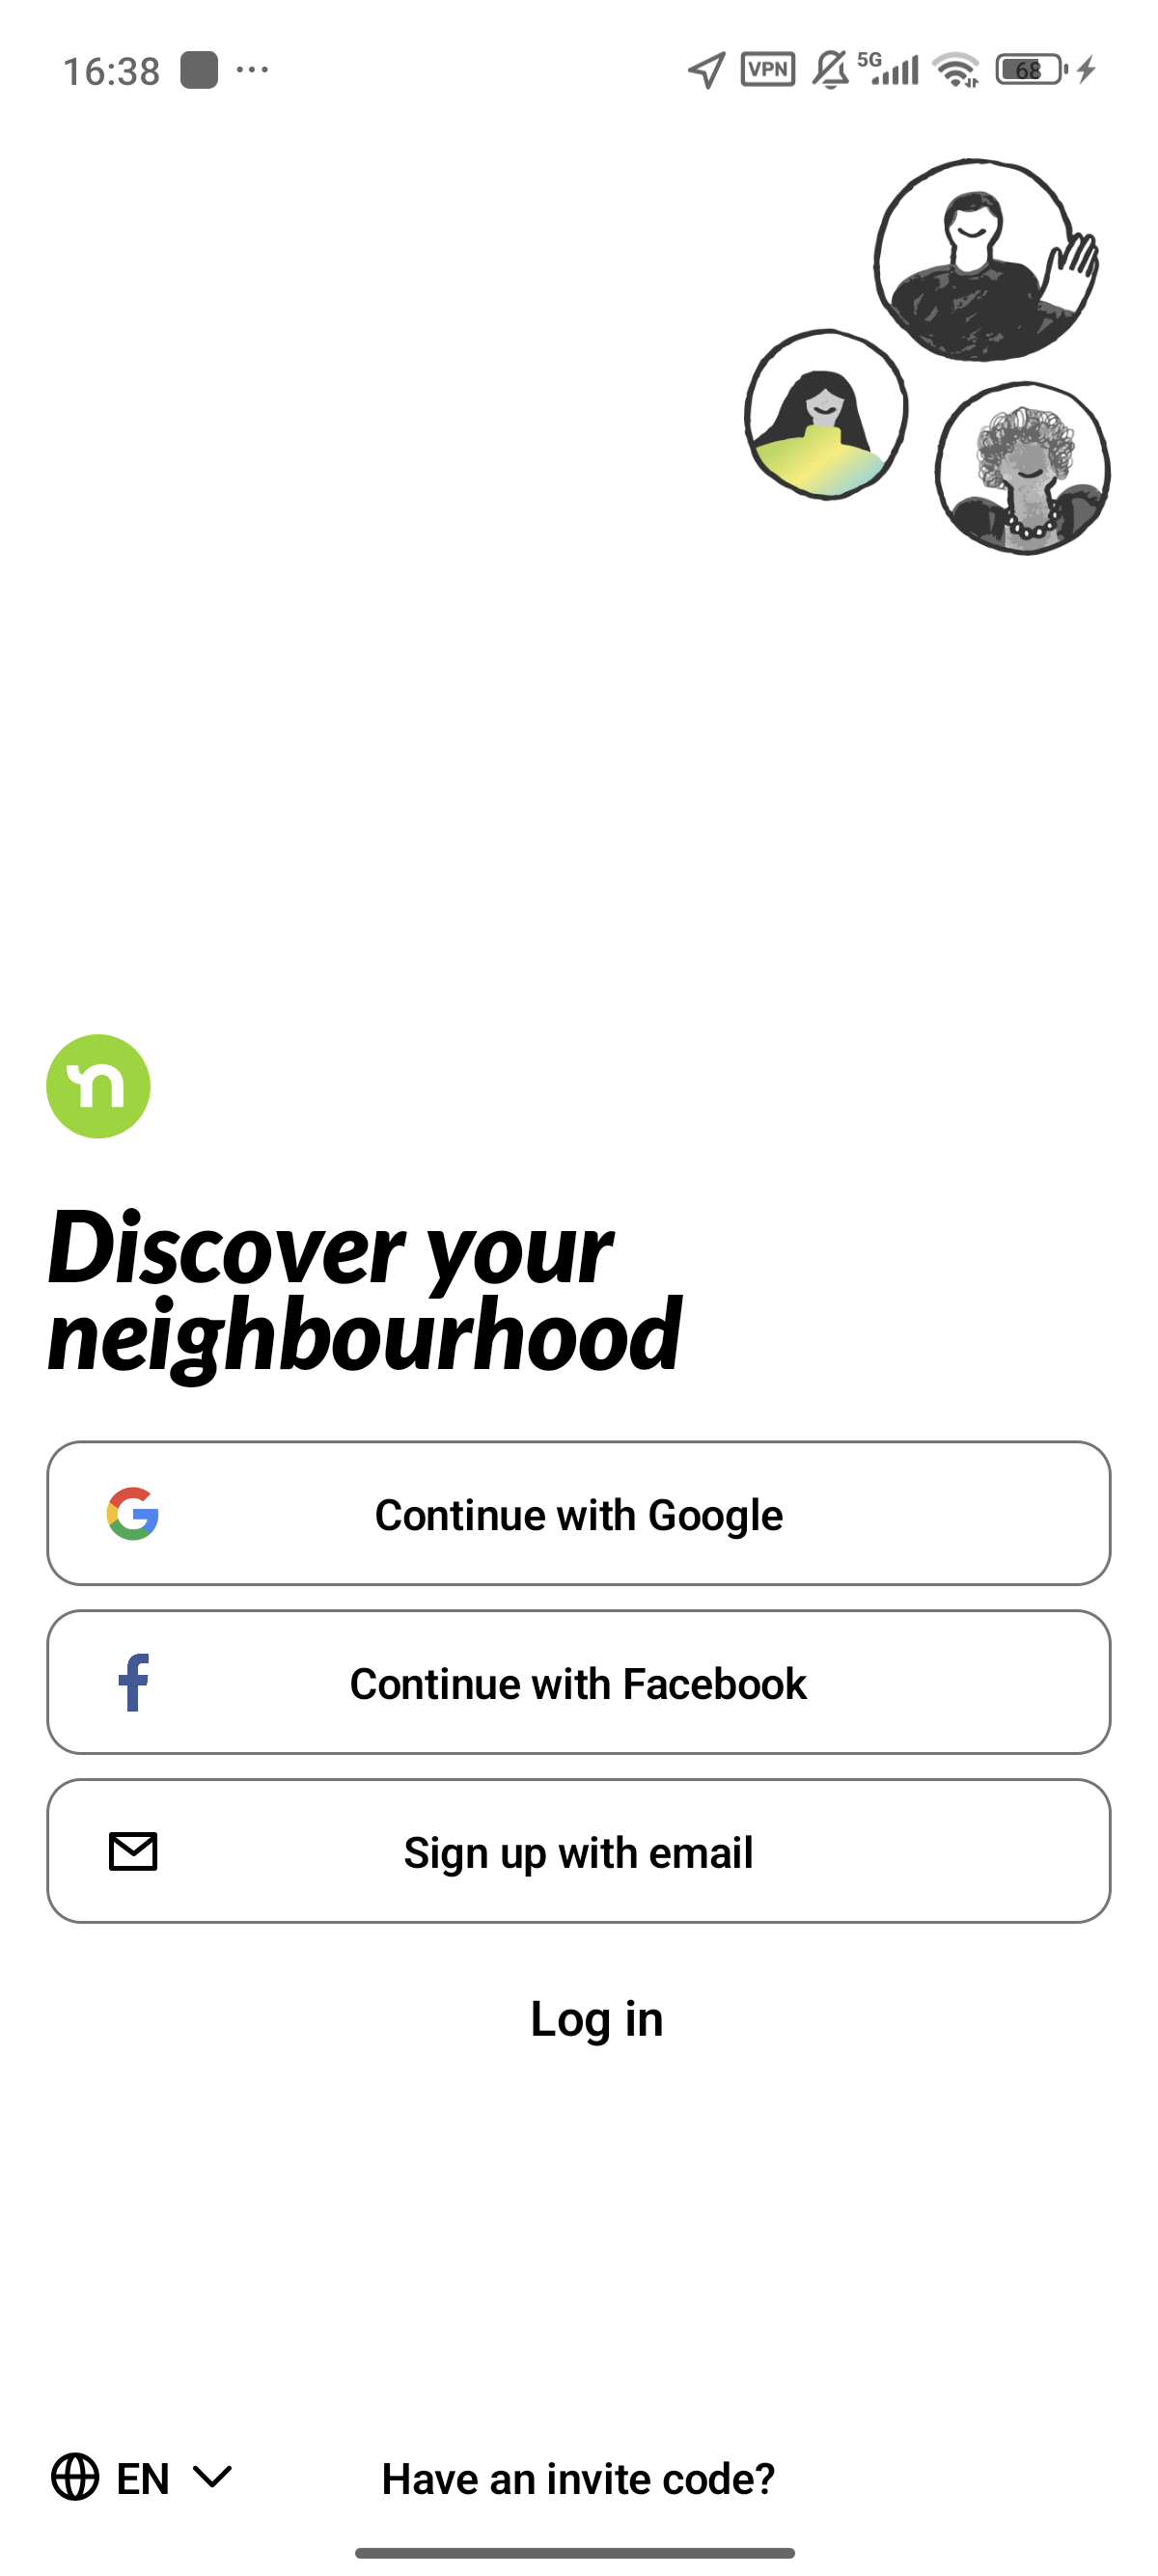 16:38
VPN
5G
68
Discover your
neighbourhood
Continue with Google
Continue with Facebook
Sign up with email
Log in
EN
Have an invite code?